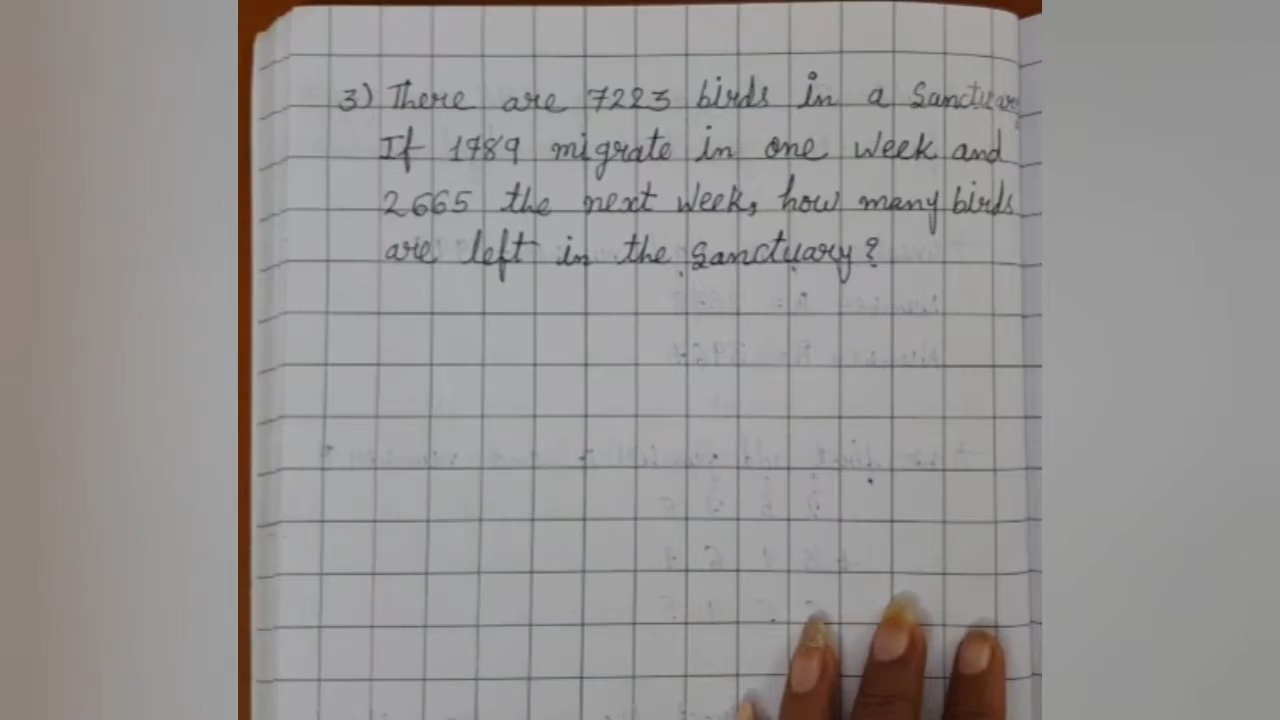 3) There are 7223 birds in a Sanctuary
If 1789 migrate in one week and
2665 the next week, how many birds
are left in the sanctuary?